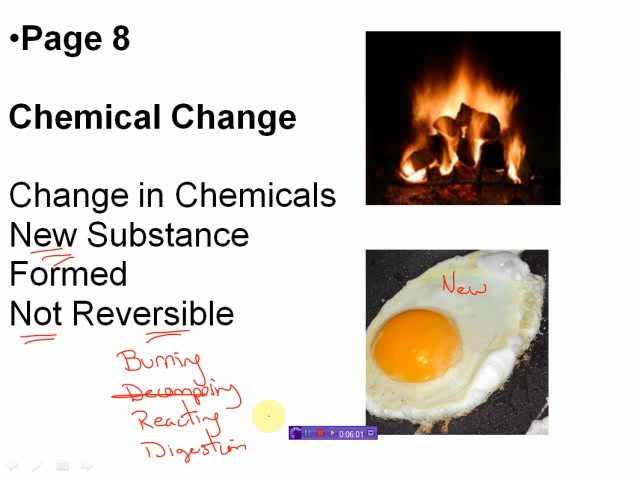 •Page 8
Chemical Change
Change in Chemicals
New Substance
Formed
Not Reversible
Burning
Decomposing
Reacting
Digestion
New
0:06:01